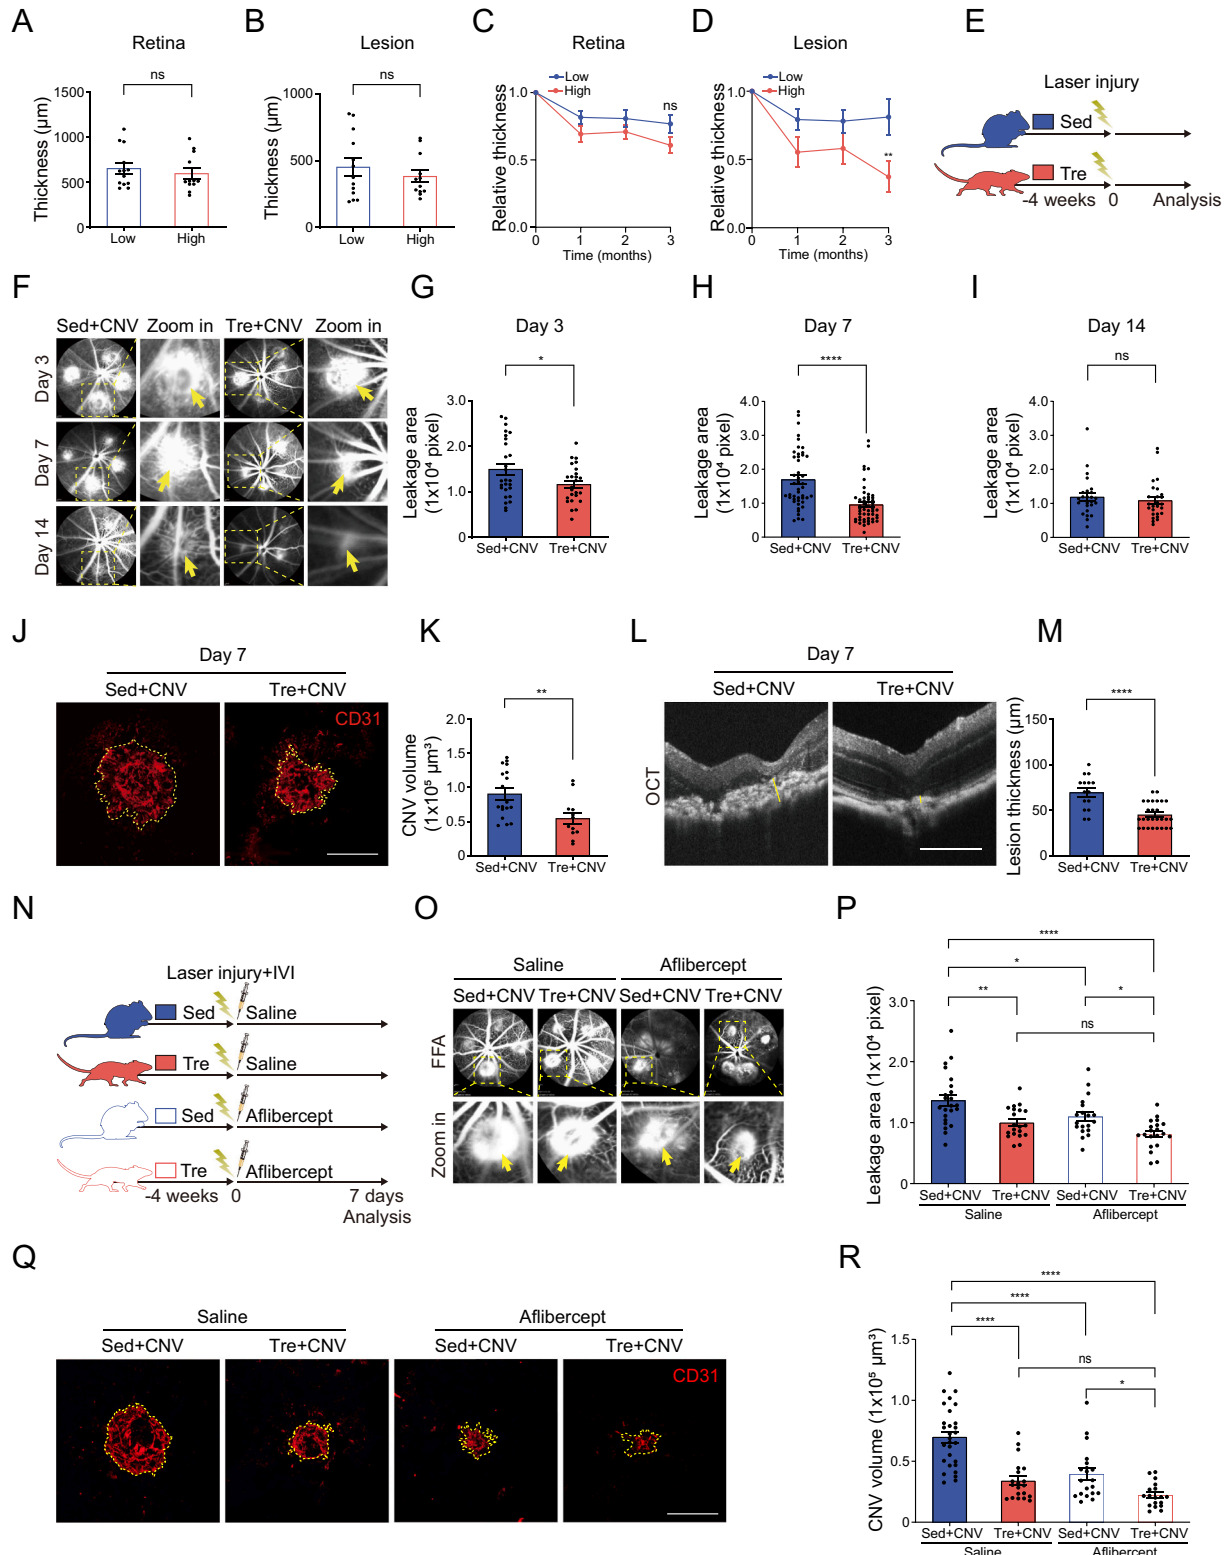 A
Retina
ns
Thickness (μm)
1500
1000
500
0
Low
High
B
Lesion
ns
Thickness (μm)
1000
500
0
Low
High
C
Retina
Low
High
ns
Relative thickness
1.0
0.5
0.0
0 1 2 3
Time (months)
D
Lesion
Low
High
**
Relative thickness
1.0
0.5
0.0
0 1 2 3
Time (months)
E
Laser injury
Sed
Tre
-4 weeks 0 Analysis
F
Sed+CNV Zoom in Tre+CNV Zoom in
Day 3
Day 7
Day 14
G
Day 3
*
Leakage area
(1x10⁴ pixel)
3.0
2.0
1.0
0
Sed+CNV Tre+CNV
H
Day 7
****
Leakage area
(1x10⁴ pixel)
4.0
3.0
2.0
1.0
0
Sed+CNV Tre+CNV
I
Day 14
ns
Leakage area
(1x10⁴ pixel)
4.0
3.0
2.0
1.0
0
Sed+CNV Tre+CNV
J
Day 7
Sed+CNV Tre+CNV
CD31
K
**
CNV volume
(1x10⁵ μm³)
2.0
1.5
1.0
0.5
0
Sed+CNV Tre+CNV
L
Day 7
Sed+CNV Tre+CNV
OCT
M
****
Lesion thickness (μm)
150
100
50
0
Sed+CNV Tre+CNV
N
Laser injury+IVI
Sed Saline
Tre Saline
Sed Aflibercept
Tre Aflibercept
-4 weeks 0 7 days
Analysis
O
Saline Aflibercept
Sed+CNV Tre+CNV Sed+CNV Tre+CNV
FFA
Zoom in
P
****
*
** *
ns
Leakage area (1x10⁴ pixel)
3.0
2.0
1.0
0
Sed+CNV Tre+CNV Sed+CNV Tre+CNV
Saline Aflibercept
Q
Saline Aflibercept
Sed+CNV Tre+CNV Sed+CNV Tre+CNV
CD31
R
****
****
****
ns
*
CNV volume (1x10⁵ μm³)
1.5
1.0
0.5
0
Sed+CNV Tre+CNV Sed+CNV Tre+CNV
Saline Aflibercept